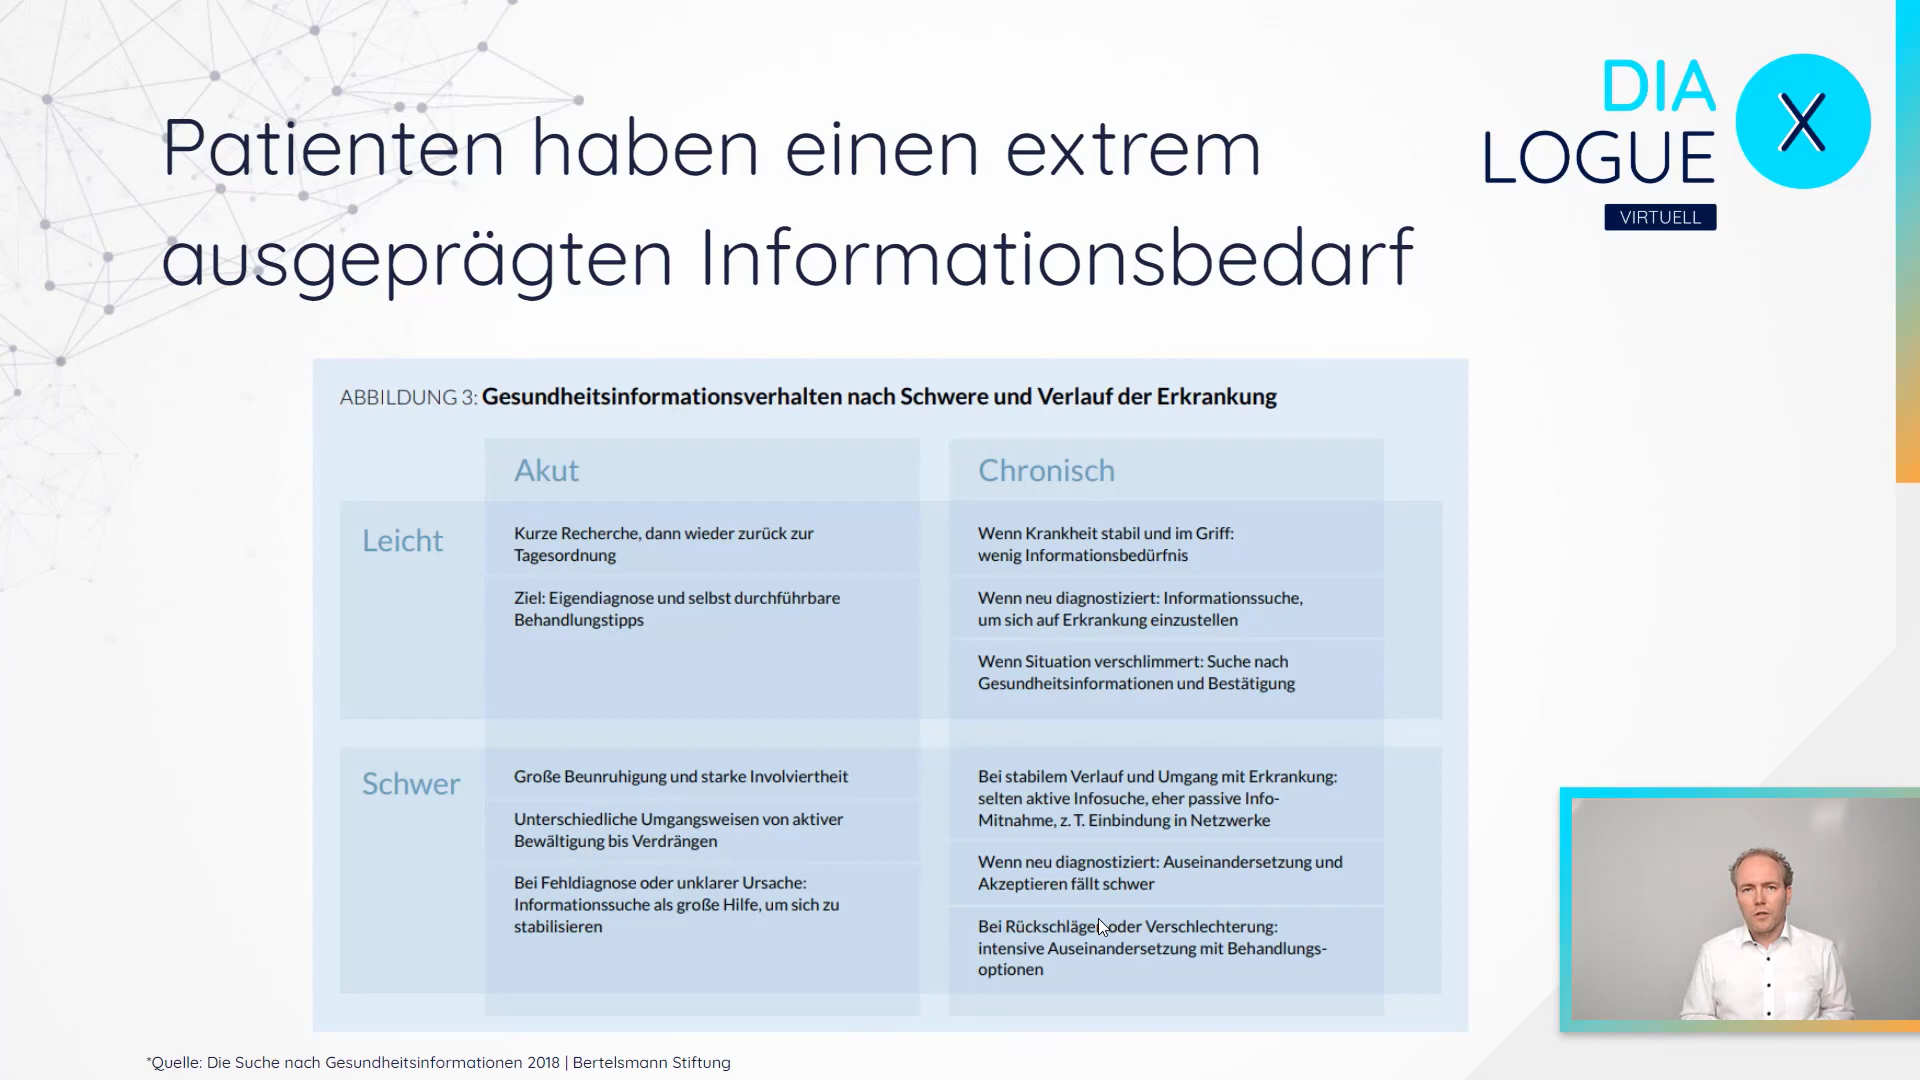 Patienten haben einen extrem
ausgeprägten Informationsbedarf
DIA
LOGUE
X
VIRTUELL
ABBILDUNG 3: Gesundheitsinformationsverhalten nach Schwere und Verlauf der Erkrankung
Akut
Chronisch
Leicht
Kurze Recherche, dann wieder zurück zur
Tagesordnung
Ziel: Eigendiagnose und selbst durchführbare
Behandlungstipps
Wenn Krankheit stabil und im Griff:
wenig Informationsbedürfnis
Wenn neu diagnostiziert: Informationssuche,
um sich auf Erkrankung einzustellen
Wenn Situation verschlimmert: Suche nach
Gesundheitsinformationen und Bestätigung
Schwer
Große Beunruhigung und starke Involviertheit
Unterschiedliche Umgangsweisen von aktiver
Bewältigung bis Verdrängen
Bei Fehldiagnose oder unklarer Ursache:
Informationssuche als große Hilfe, um sich zu
stabilisieren
Bei stabilem Verlauf und Umgang mit Erkrankung:
selten aktive Infosuche, eher passive Info-
Mitnahme, z. T. Einbindung in Netzwerke
Wenn neu diagnostiziert: Auseinandersetzung und
Akzeptieren fällt schwer
Bei Rückschlägen oder Verschlechterung:
intensive Auseinandersetzung mit Behandlungs-
optionen
*Quelle: Die Suche nach Gesundheitsinformationen 2018 | Bertelsmann Stiftung